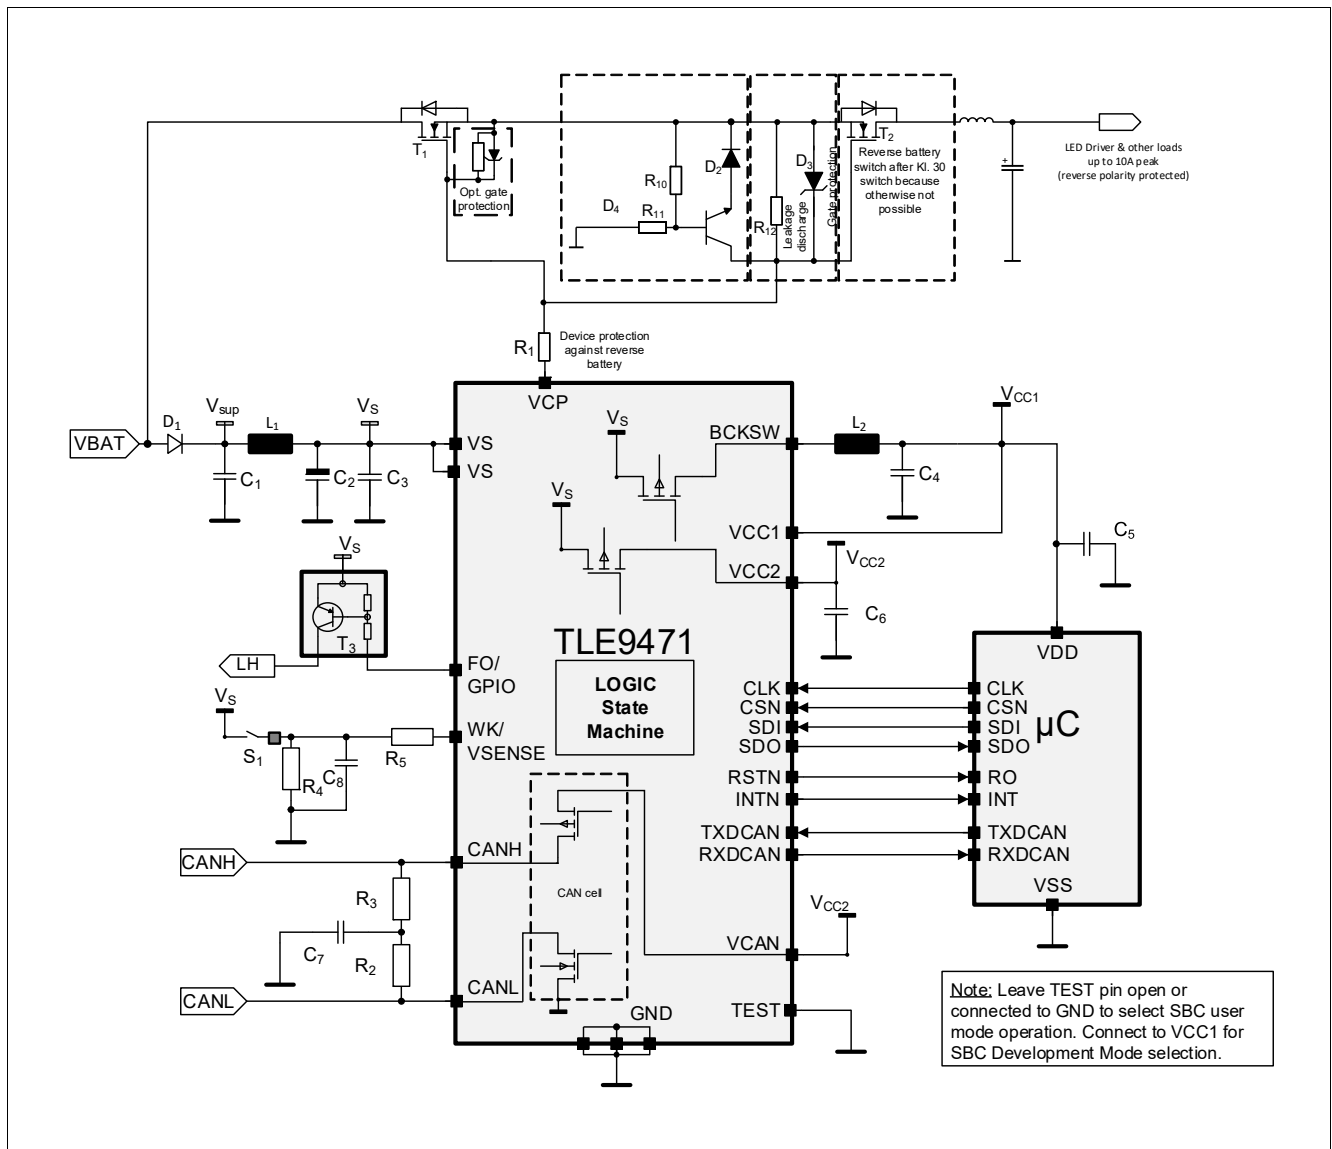 T1
Opt. gate
protection
R10
R11
D4
D2
R12
Leakage
discharge
D3
Gate protection
T2
Reverse battery
switch after Kl. 30
switch because
otherwise not
possible
+
LED Driver & other loads
up to 10A peak
(reverse polarity protected)
R1
Device protection
against reverse
battery
VCP
VBAT
D1
Vsup
L1
VS
C1
C2
C3
VS
VS
VS
VS
BCKSW
L2
VCC1
C4
VCC1
VCC2
VCC2
C5
C6
VS
T3
LH
FO/
GPIO
TLE9471
LOGIC
State
Machine
VS
S1
R4
C8
R5
WK/
VSENSE
CLK
CSN
SDI
SDO
RSTN
INTN
TXDCAN
RXDCAN
VDD
CLK
CSN
SDI
SDO
µC
RO
INT
TXDCAN
RXDCAN
VSS
CANH
CANH
R3
C7
R2
CANL
CANL
CAN cell
VCC2
VCAN
TEST
GND
Note: Leave TEST pin open or
connected to GND to select SBC user
mode operation. Connect to VCC1 for
SBC Development Mode selection.